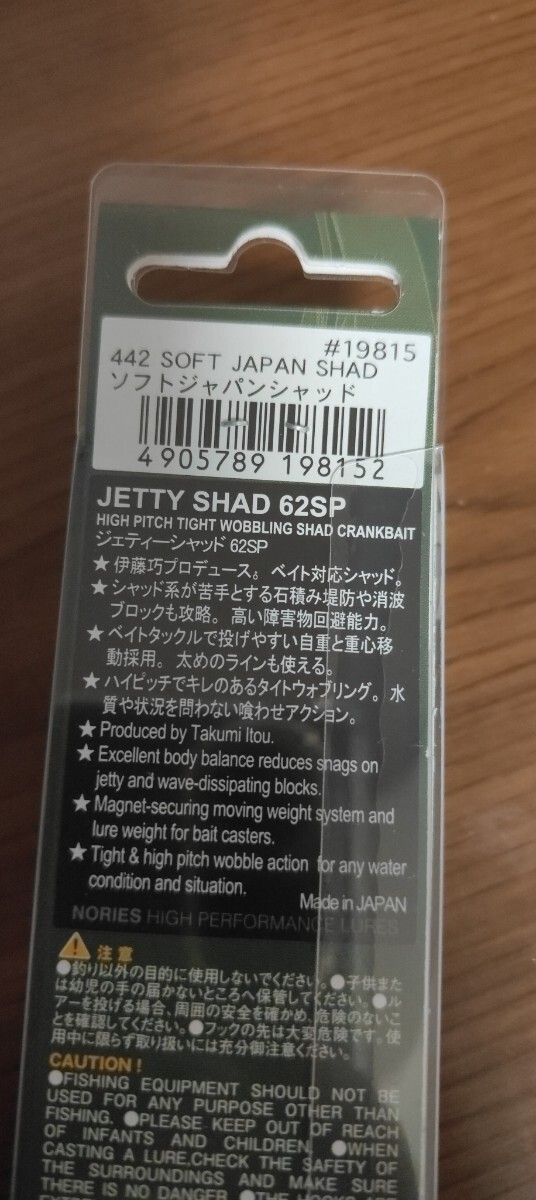 #19815
442 SOFT JAPAN SHAD
ソフトジャパンシャッド
4 905789 198152
JETTY SHAD 62SP
HIGH PITCH TIGHT WOBBLING SHAD CRANKBAIT
ジェティーシャッド 62SP
★伊藤巧プロデュース。ベイト対応シャッド。
★シャッド系が苦手とする石積み堤防や消波
ブロックも攻略。高い障害物回避能力。
★ベイトタックルで投げやすい自重と重心移
動採用。太めのラインも使える。
★ハイピッチでキレのあるタイトウォブリング。水
質や状況を問わない喰わせアクション。
★Produced by Takumi Itou.
★Excellent body balance reduces snags on
jetty and wave-dissipating blocks.
★Magnet-securing moving weight system and
lure weight for bait casters.
★Tight & high pitch wobble action for any water
condition and situation.
Made in JAPAN
NORIES HIGH PERFORMANCE LURES
注意
●釣り以外の目的に使用しないでください。●子供また
は幼児の手の届かないところへ保管してください。●ル
アーを投げる場合、周囲の安全を確かめ、危険のないこ
とを確認してください。●フックの先は大変危険です。使
用中に限らず取り扱いには充分御注意ください。
CAUTION !
●FISHING EQUIPMENT SHOULD NOT BE
USED FOR ANY PURPOSE OTHER THAN
FISHING. ●PLEASE KEEP OUT OF REACH
OF INFANTS AND CHILDREN. ●WHEN
CASTING A LURE,CHECK THE SAFETY OF
THE SURROUNDINGS AND MAKE SURE
THERE IS NO DANGER. ●THE HOOKS ARE